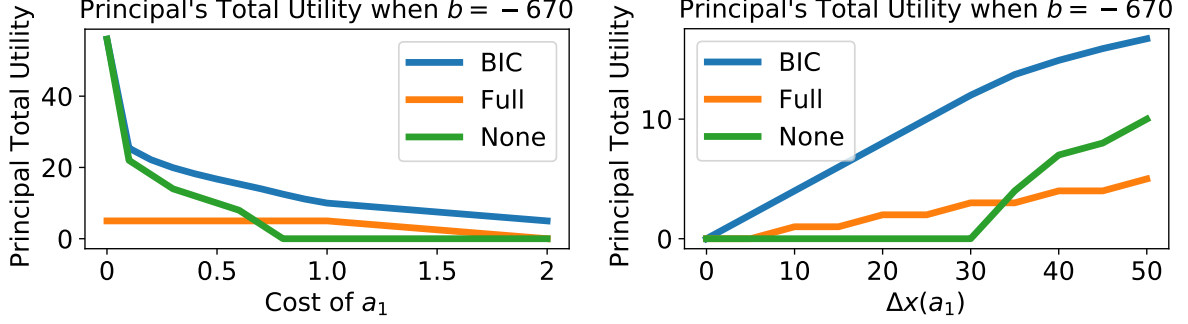 Principal's Total Utility when b = −670
Principal Total Utility
40
20
0
BIC
Full
None
0
0.5
1.0
1.5
2
Cost of a₁
Principal's Total Utility when b = −670
Principal Total Utility
10
0
BIC
Full
None
0
10
20
30
40
50
Δx(a₁)